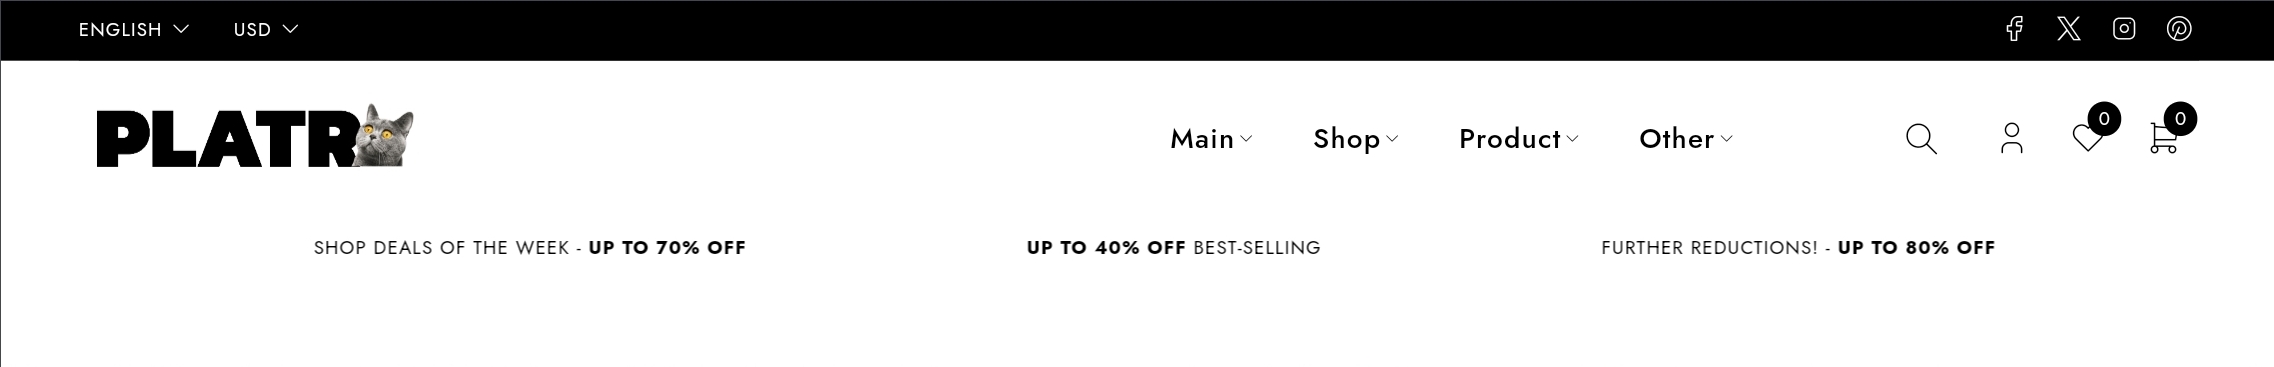 ENGLISH USD
PLATR
Main Shop Product Other 0 0
SHOP DEALS OF THE WEEK - UP TO 70% OFF UP TO 40% OFF BEST-SELLING FURTHER REDUCTIONS! - UP TO 80% OFF